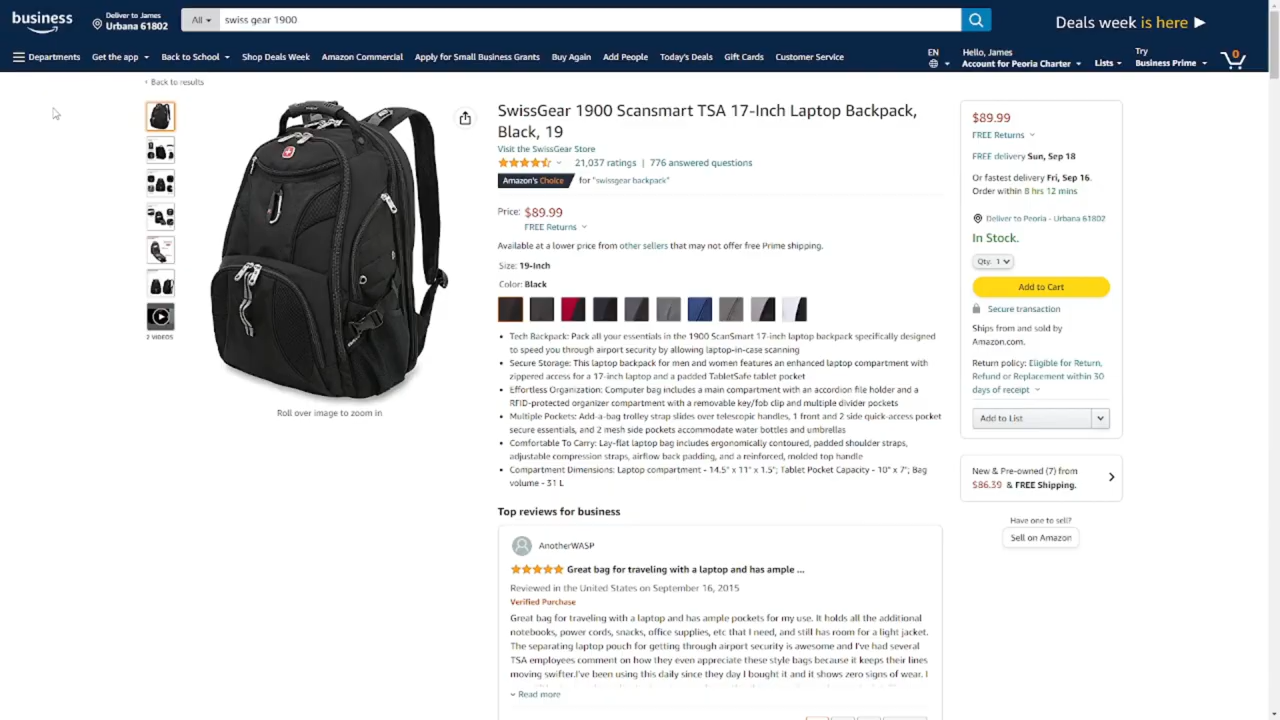 business
Deliver to James
Urbana 61802
All
swiss gear 1900
Deals week is here
Departments
Get the app
Back to School
Shop Deals Week
Amazon Commercial
Apply for Small Business Grants
Buy Again
Add People
Today's Deals
Gift Cards
Customer Service
EN
Hello, James
Account for Peoria Charter
Lists
Try
Business Prime
0
‹ Back to results
2 VIDEOS
Roll over image to zoom in
SwissGear 1900 Scansmart TSA 17-Inch Laptop Backpack,
Black, 19
Visit the SwissGear Store
21,037 ratings | 776 answered questions
Amazon's Choice for "swissgear backpack"
Price: $89.99
FREE Returns
Available at a lower price from other sellers that may not offer free Prime shipping.
Size: 19-Inch
Color: Black
• Tech Backpack: Pack all your essentials in the 1900 ScanSmart 17-inch laptop backpack specifically designed
to speed you through airport security by allowing laptop-in-case scanning
• Secure Storage: This laptop backpack for men and women features an enhanced laptop compartment with
zippered access for a 17-inch laptop and a padded TabletSafe tablet pocket
• Effortless Organization: Computer bag includes a main compartment with an accordion file holder and a
RFID-protected organizer compartment with a removable key/fob clip and multiple divider pockets
• Multiple Pockets: Add-a-bag trolley strap slides over telescopic handles, 1 front and 2 side quick-access pocket
secure essentials, and 2 mesh side pockets accommodate water bottles and umbrellas
• Comfortable To Carry: Lay-flat laptop bag includes ergonomically contoured, padded shoulder straps,
adjustable compression straps, airflow back padding, and a reinforced, molded top handle
• Compartment Dimensions: Laptop compartment - 14.5" x 11" x 1.5"; Tablet Pocket Capacity - 10" x 7"; Bag
volume - 31 L
Top reviews for business
AnotherWASP
Great bag for traveling with a laptop and has ample ...
Reviewed in the United States on September 16, 2015
Verified Purchase
Great bag for traveling with a laptop and has ample pockets for my use. It holds all the additional
notebooks, power cords, snacks, office supplies, etc that I need, and still has room for a light jacket.
The separating laptop pouch for getting through airport security is awesome and I've had several
TSA employees comment on how they even appreciate these style bags because it keeps their lines
moving swifter.I've been using this daily since they day I bought it and it shows zero signs of wear. I
Read more
$89.99
FREE Returns
FREE delivery Sun, Sep 18
Or fastest delivery Fri, Sep 16.
Order within 8 hrs 12 mins
Deliver to Peoria - Urbana 61802
In Stock.
Qty: 1
Add to Cart
Secure transaction
Ships from and sold by
Amazon.com.
Return policy: Eligible for Return,
Refund or Replacement within 30
days of receipt
Add to List
New & Pre-owned (7) from
$86.39 & FREE Shipping.
Have one to sell?
Sell on Amazon